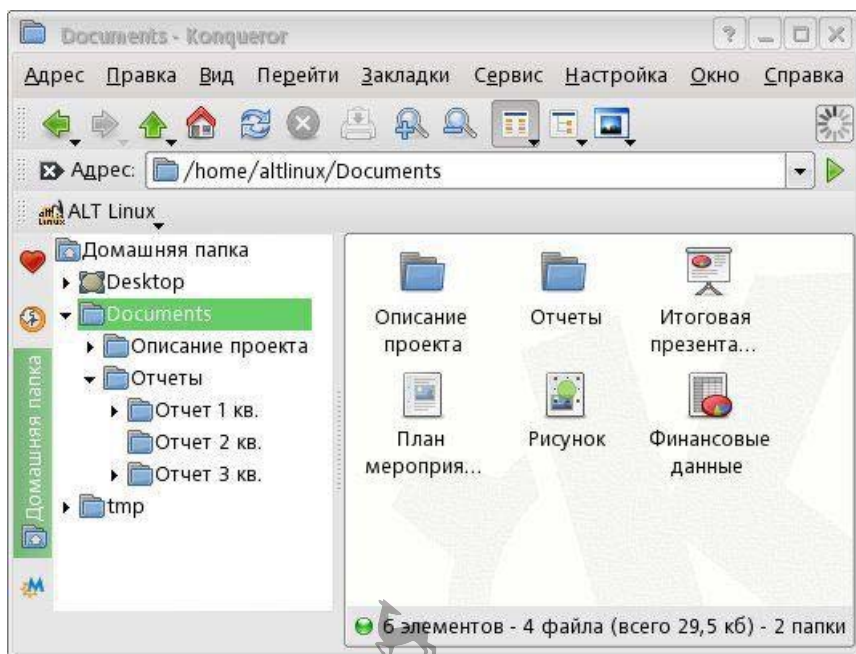 Documents - Konqueror
Адрес Правка Вид Перейти Закладки Сервис Настройка Окно Справка
Адрес: /home/altlinux/Documents
ALT Linux
Домашняя папка
Домашняя папка
Desktop
Documents
Описание проекта
Отчеты
Отчет 1 кв.
Отчет 2 кв.
Отчет 3 кв.
tmp
Описание
проекта
Отчеты
Итоговая
презента...
План
мероприя...
Рисунок
Финансовые
данные
6 элементов - 4 файла (всего 29,5 кб) - 2 папки